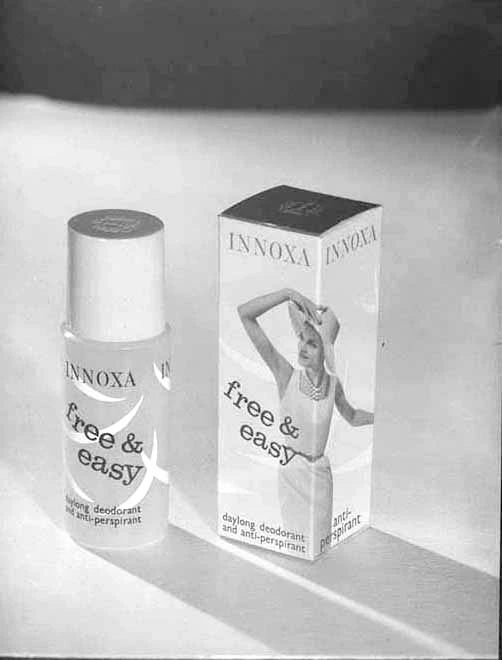 INNOXA
IN
free &
easy
daylong deodorant
and anti-perspirant
INNOXA
free &
easy
daylong deodorant
and anti-perspirant
INNOXA
anti-
perspirant